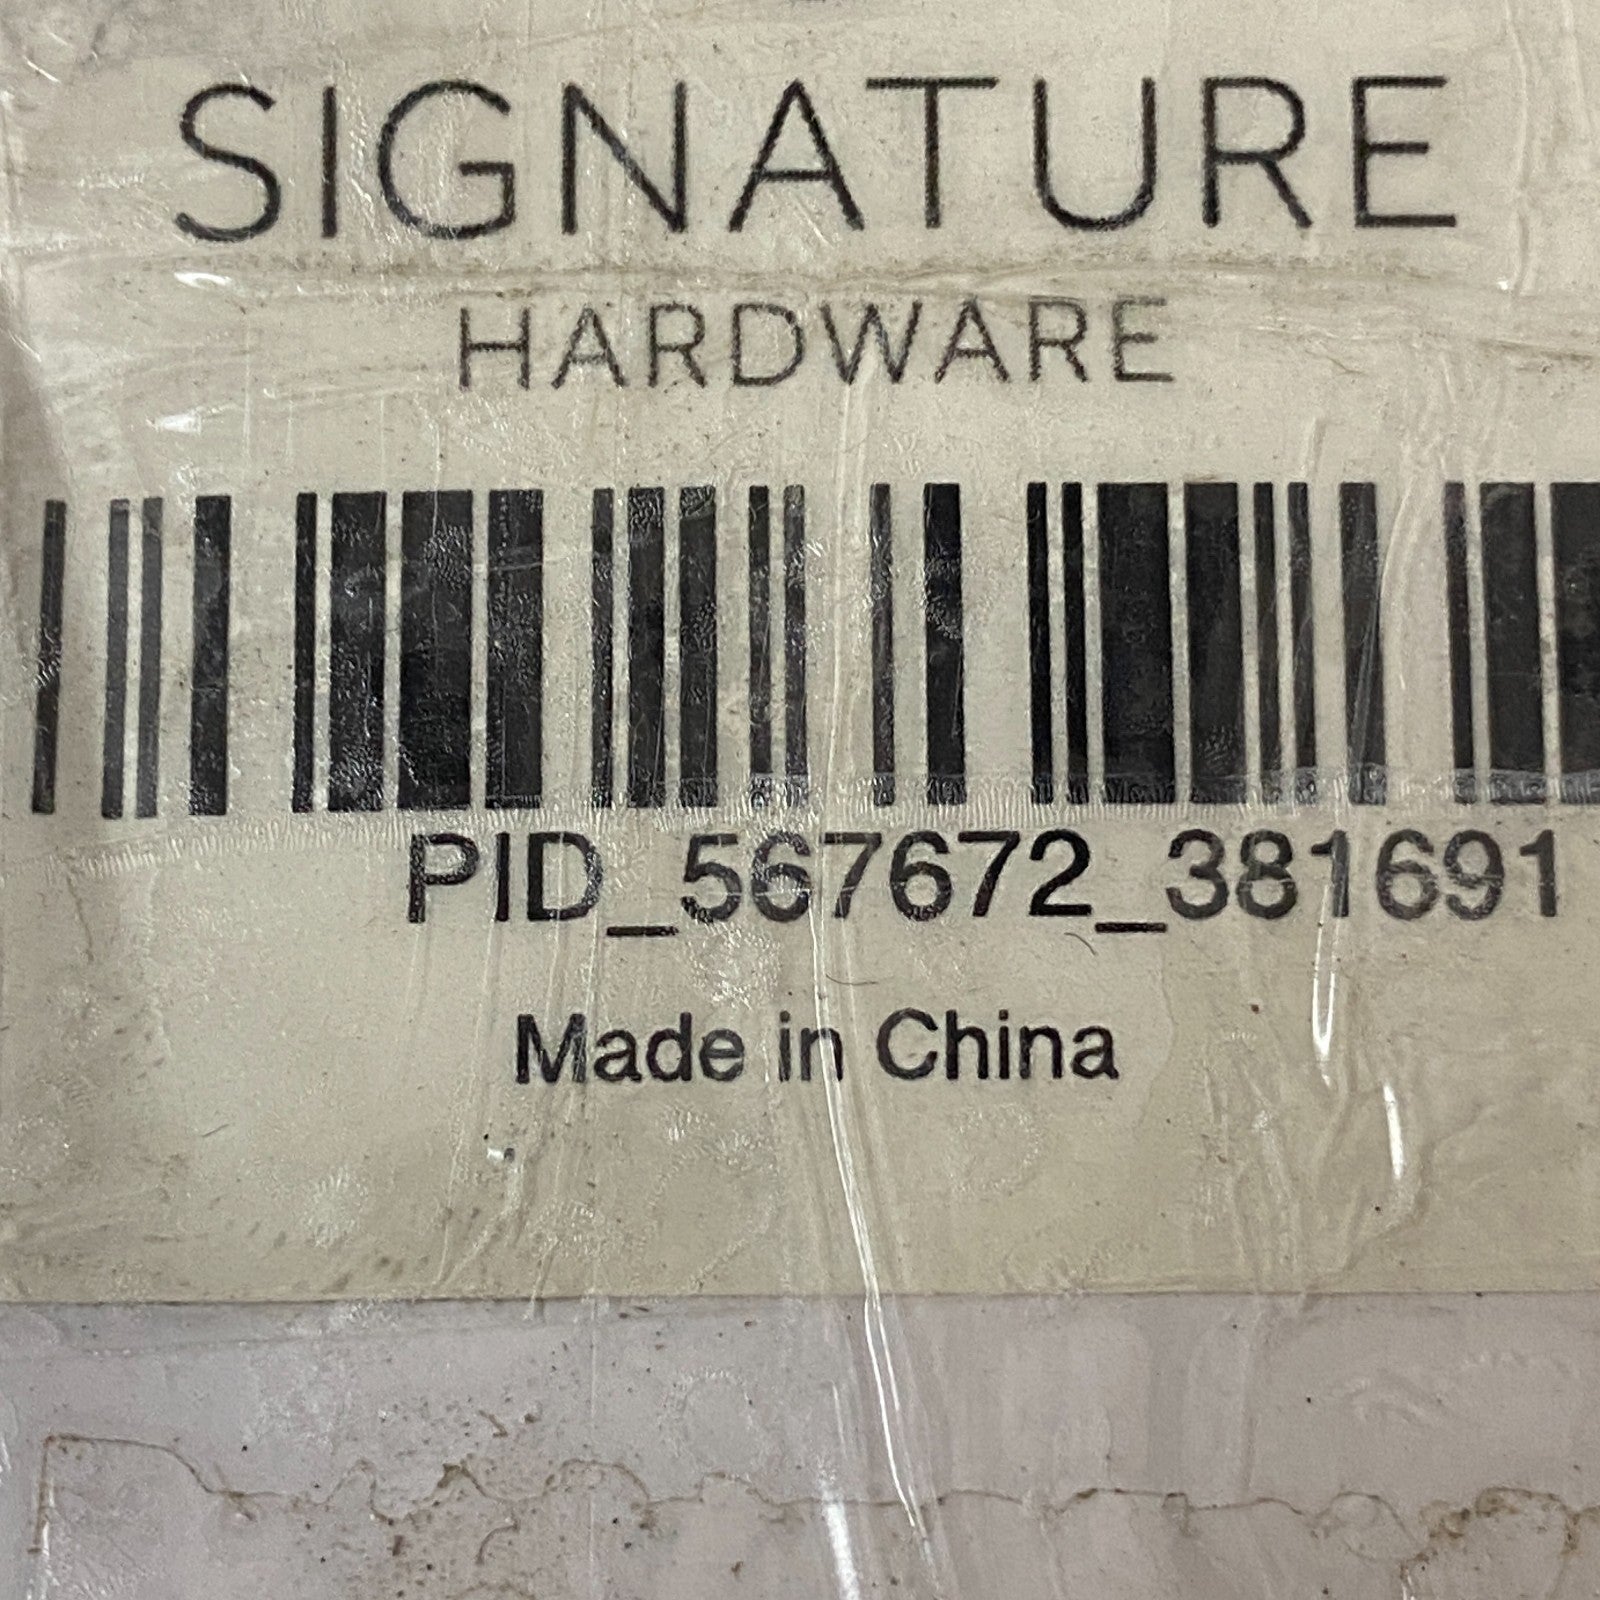 SIGNATURE
HARDWARE
PID_567672_381691
Made in China